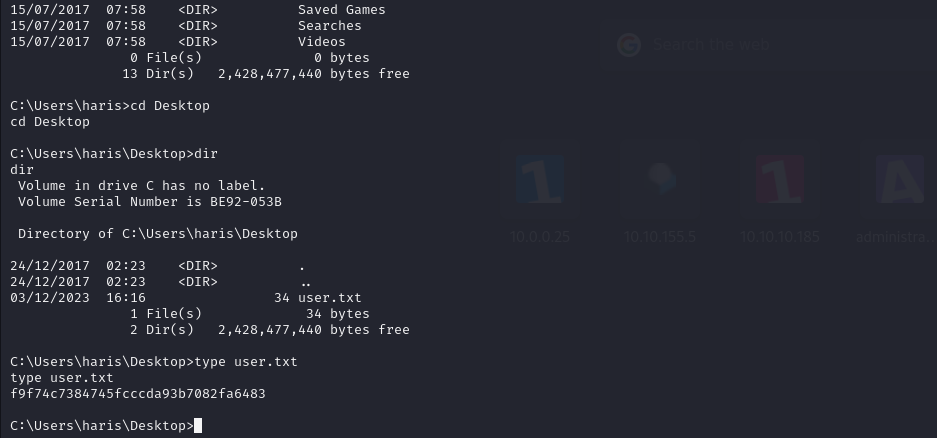 15/07/2017  07:58    <DIR>          Saved Games
15/07/2017  07:58    <DIR>          Searches
15/07/2017  07:58    <DIR>          Videos
               0 File(s)              0 bytes
              13 Dir(s)   2,428,477,440 bytes free
C:\Users\haris>cd Desktop
cd Desktop
C:\Users\haris\Desktop>dir
dir
 Volume in drive C has no label.
 Volume Serial Number is BE92-053B
 Directory of C:\Users\haris\Desktop
24/12/2017  02:23    <DIR>          .
24/12/2017  02:23    <DIR>          ..
03/12/2023  16:16                34 user.txt
               1 File(s)             34 bytes
               2 Dir(s)   2,428,477,440 bytes free
C:\Users\haris\Desktop>type user.txt
type user.txt
f9f74c7384745fcccda93b7082fa6483
C:\Users\haris\Desktop>
Search the web
10.0.0.25
10.10.155.5
10.10.10.185
administra...